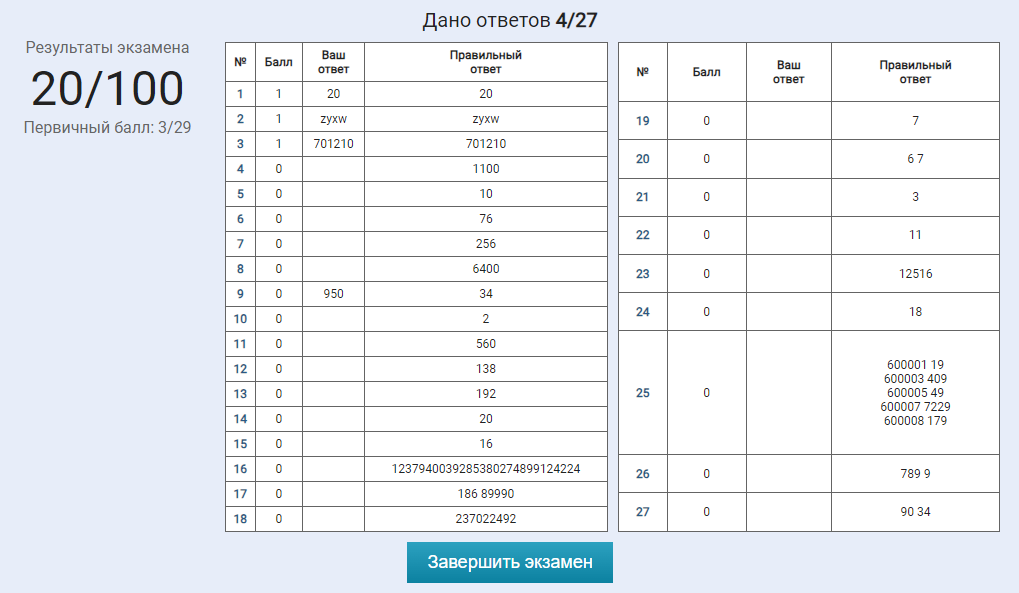 Дано ответов 4/27
Результаты экзамена
20/100
Первичный балл: 3/29
№ Балл Ваш ответ Правильный ответ
1 1 20 20
2 1 zyxw zyxw
3 1 701210 701210
4 0 1100
5 0 10
6 0 76
7 0 256
8 0 6400
9 0 950 34
10 0 2
11 0 560
12 0 138
13 0 192
14 0 20
15 0 16
16 0 1237940039285380274899124224
17 0 186 89990
18 0 237022492
№ Балл Ваш ответ Правильный ответ
19 0 7
20 0 6 7
21 0 3
22 0 11
23 0 12516
24 0 18
25 0 600001 19
600003 409
600005 49
600007 7229
600008 179
26 0 789 9
27 0 90 34
Завершить экзамен